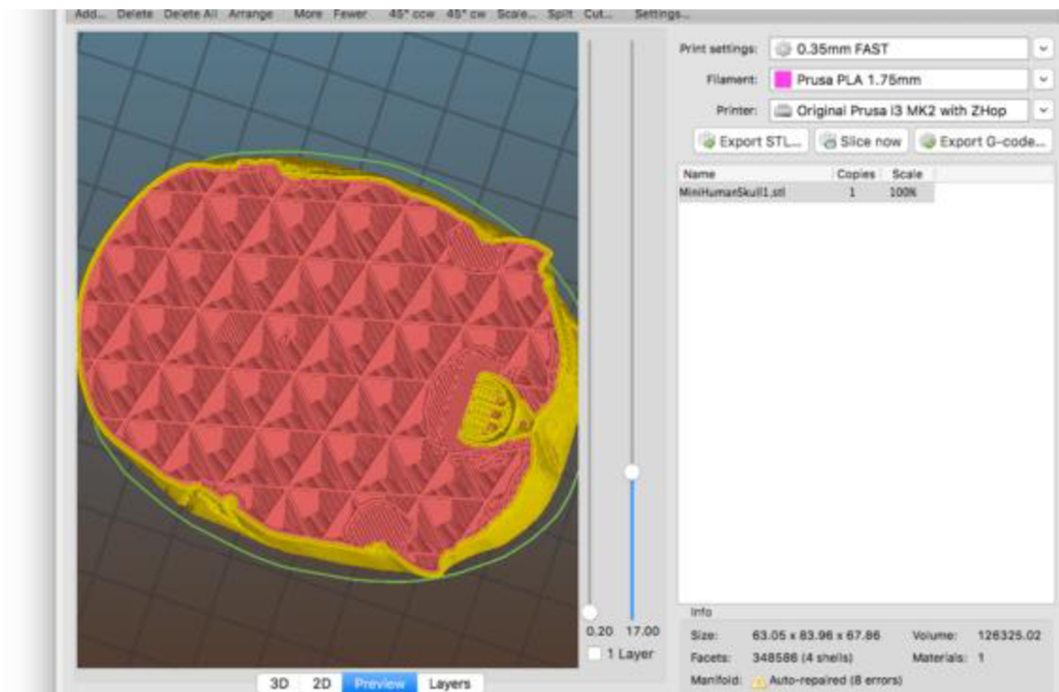 Add... Delete Delete All Arrange More Fewer 45° ccw 45° cw Scale... Split Cut... Settings...
Print settings: 0.35mm FAST
Filament: Prusa PLA 1.75mm
Printer: Original Prusa i3 MK2 with ZHop
Export STL... Slice now Export G-code...
Name Copies Scale
MiniHumanSkull1.stl 1 100%
Info
0.20 17.00
Size: 63.05 x 83.96 x 67.86 Volume: 126325.02
1 Layer
Facets: 348586 (4 shells) Materials: 1
3D 2D Preview Layers
Manifold: Auto-repaired (8 errors)